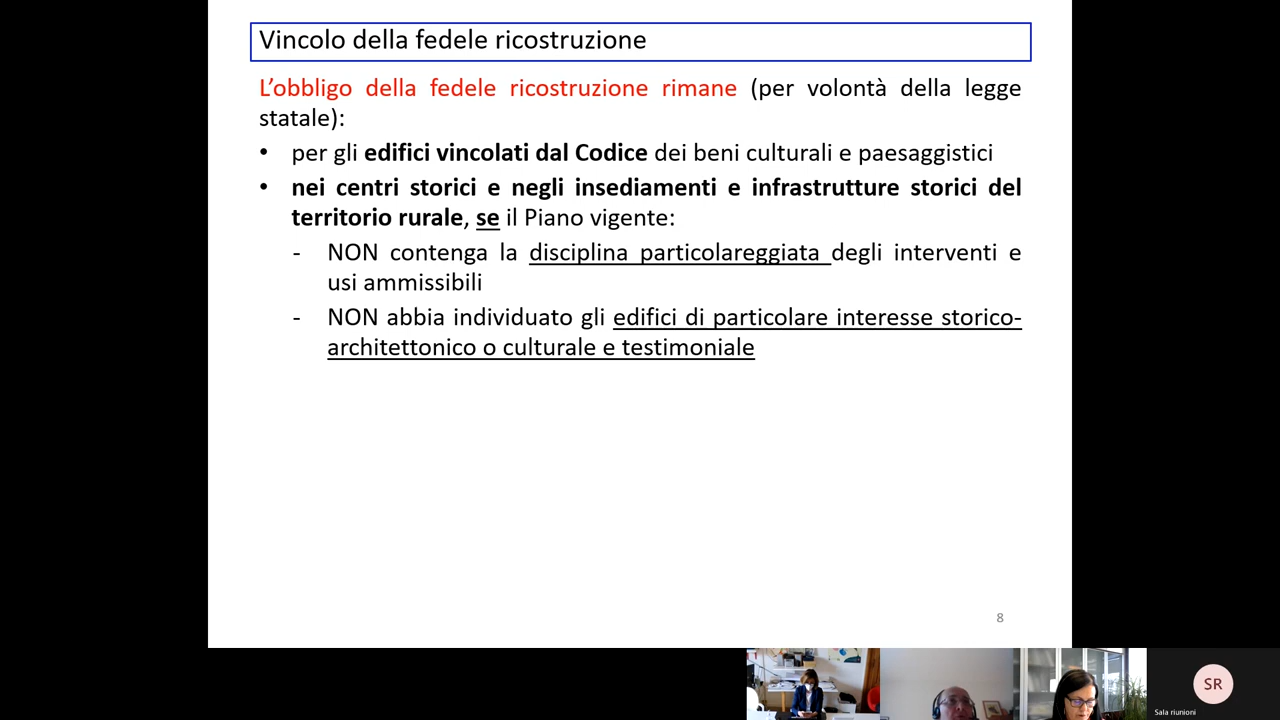 Vincolo della fedele ricostruzione
L’obbligo della fedele ricostruzione rimane (per volontà della legge
statale):
• per gli edifici vincolati dal Codice dei beni culturali e paesaggistici
• nei centri storici e negli insediamenti e infrastrutture storici del
territorio rurale, se il Piano vigente:
- NON contenga la disciplina particolareggiata degli interventi e
usi ammissibili
- NON abbia individuato gli edifici di particolare interesse storico-
architettonico o culturale e testimoniale
8
SR
Sala riunioni